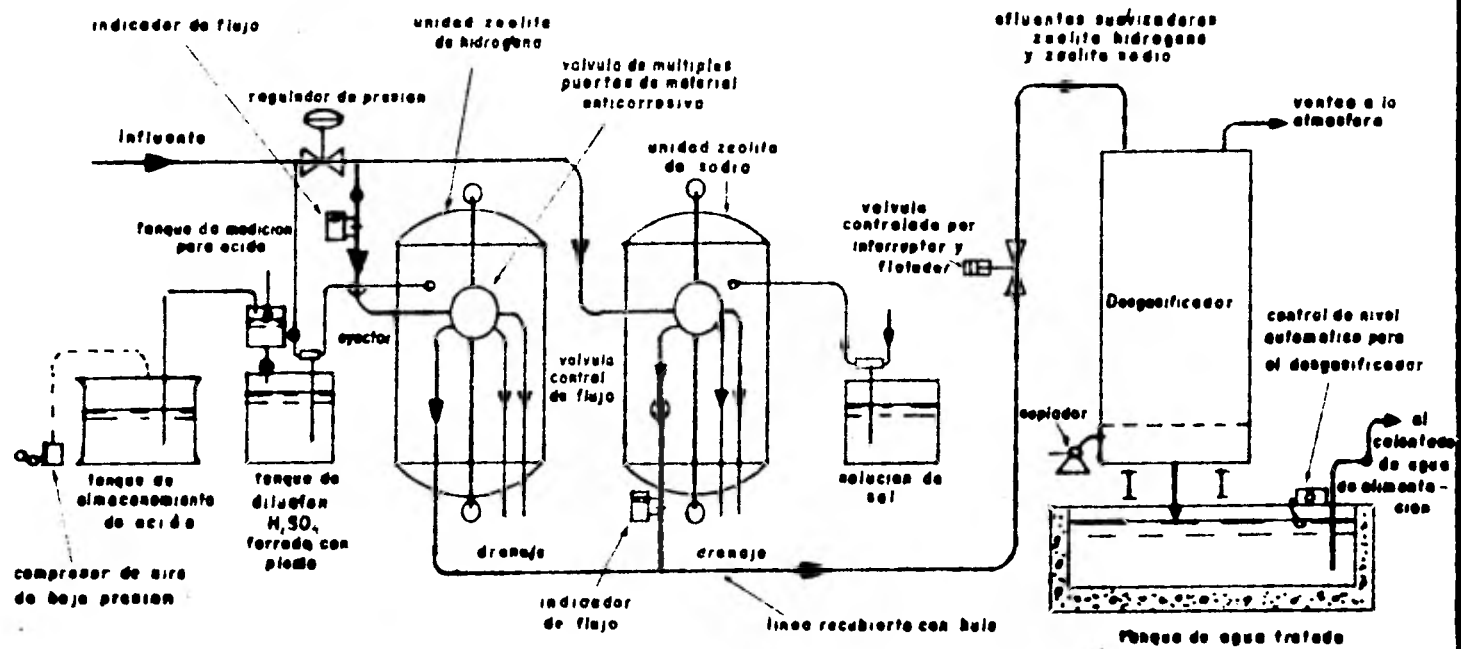 indicador de flujo
unidad zeolita
de hidrogeno
valvula de multiples
puertas de material
anticorrosivo
regulador de presion
influente
tanque de medicion
para acido
eyector
valvula
control
de flujo
unidad zeolita
de sodio
valvula
controlada por
interruptor y
flotador
efluentes suavizadores
zeolita hidrogeno
y zeolita sodio
venteo a la
atmosfera
Desgasificador
control de nivel
automatico para
el desgasificador
soplador
al
calentado
de agua
de alimenta-
cion
tanque de
almacenamiento
de acido
tanque de
dilucion
H₂SO₄
forrado con
plomo
drenaje
drenaje
solucion de
sal
compresor de aire
de baja presion
indicador
de flujo
linea recubierta con hule
Tanque de agua tratada